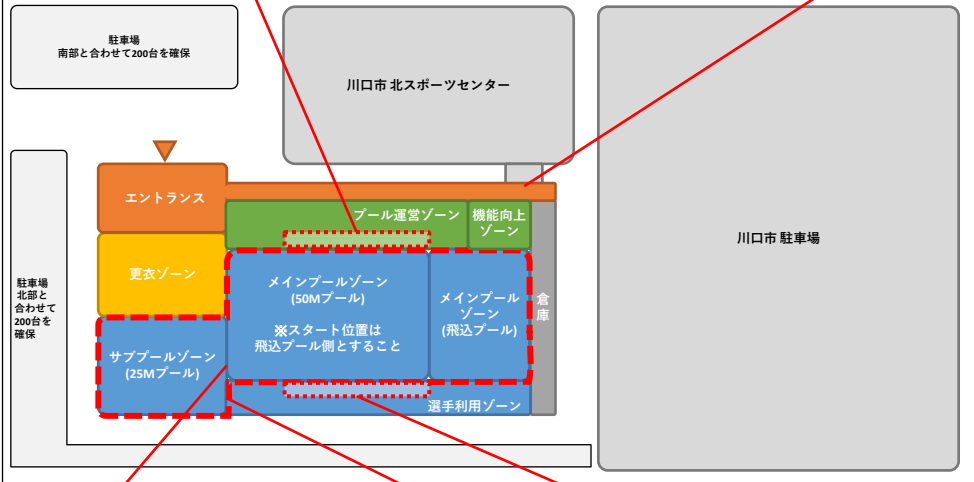 駐車場
南部と合わせて200台を確保
川口市 北スポーツセンター
川口市 駐車場
エントランス
プール運営ゾーン
機能向上
ゾーン
更衣ゾーン
メインプールゾーン
(50Mプール)
※スタート位置は
飛込プール側とすること
メインプール
ゾーン
(飛込プール)
倉庫
駐車場
北部と
合わせて
200台を
確保
サブプールゾーン
(25Mプール)
選手利用ゾーン